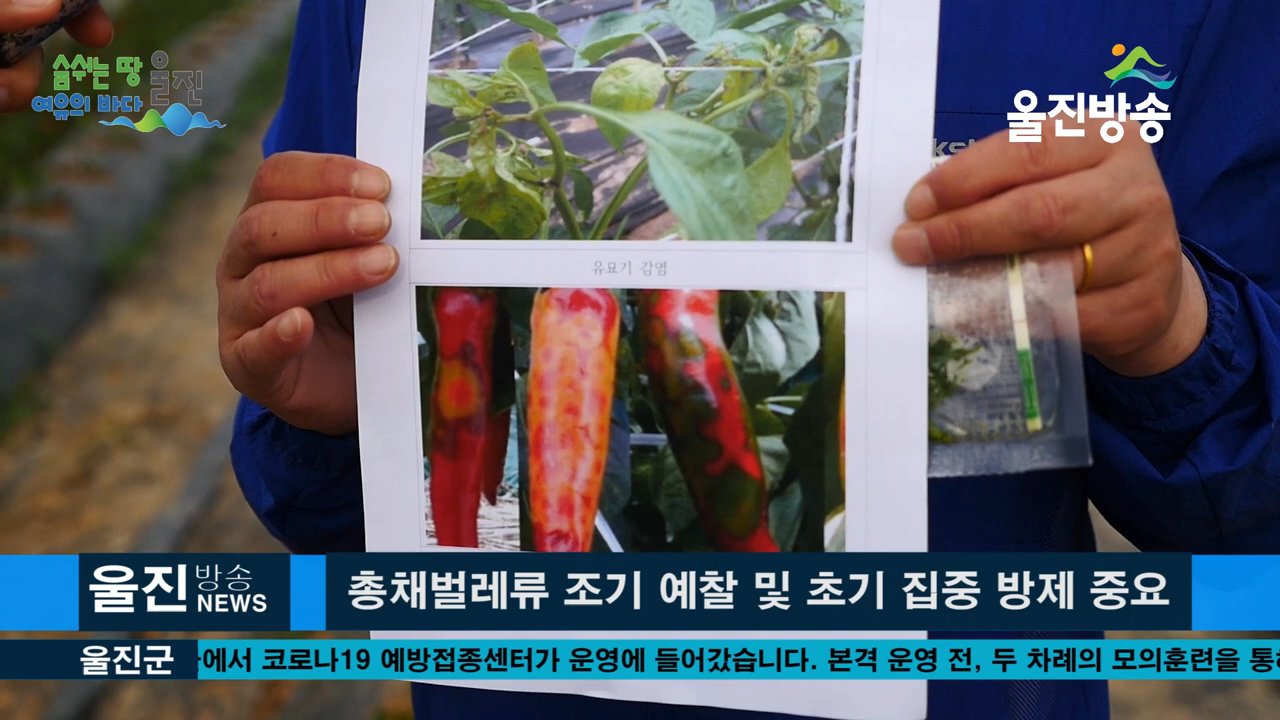 숨쉬는 땅
여유의 바다 울진
울진방송
유묘기 감염
울진 방송 NEWS
총채벌레류 조기 예찰 및 초기 집중 방제 중요
울진군
에서 코로나19 예방접종센터가 운영에 들어갔습니다. 본격 운영 전, 두 차례의 모의훈련을